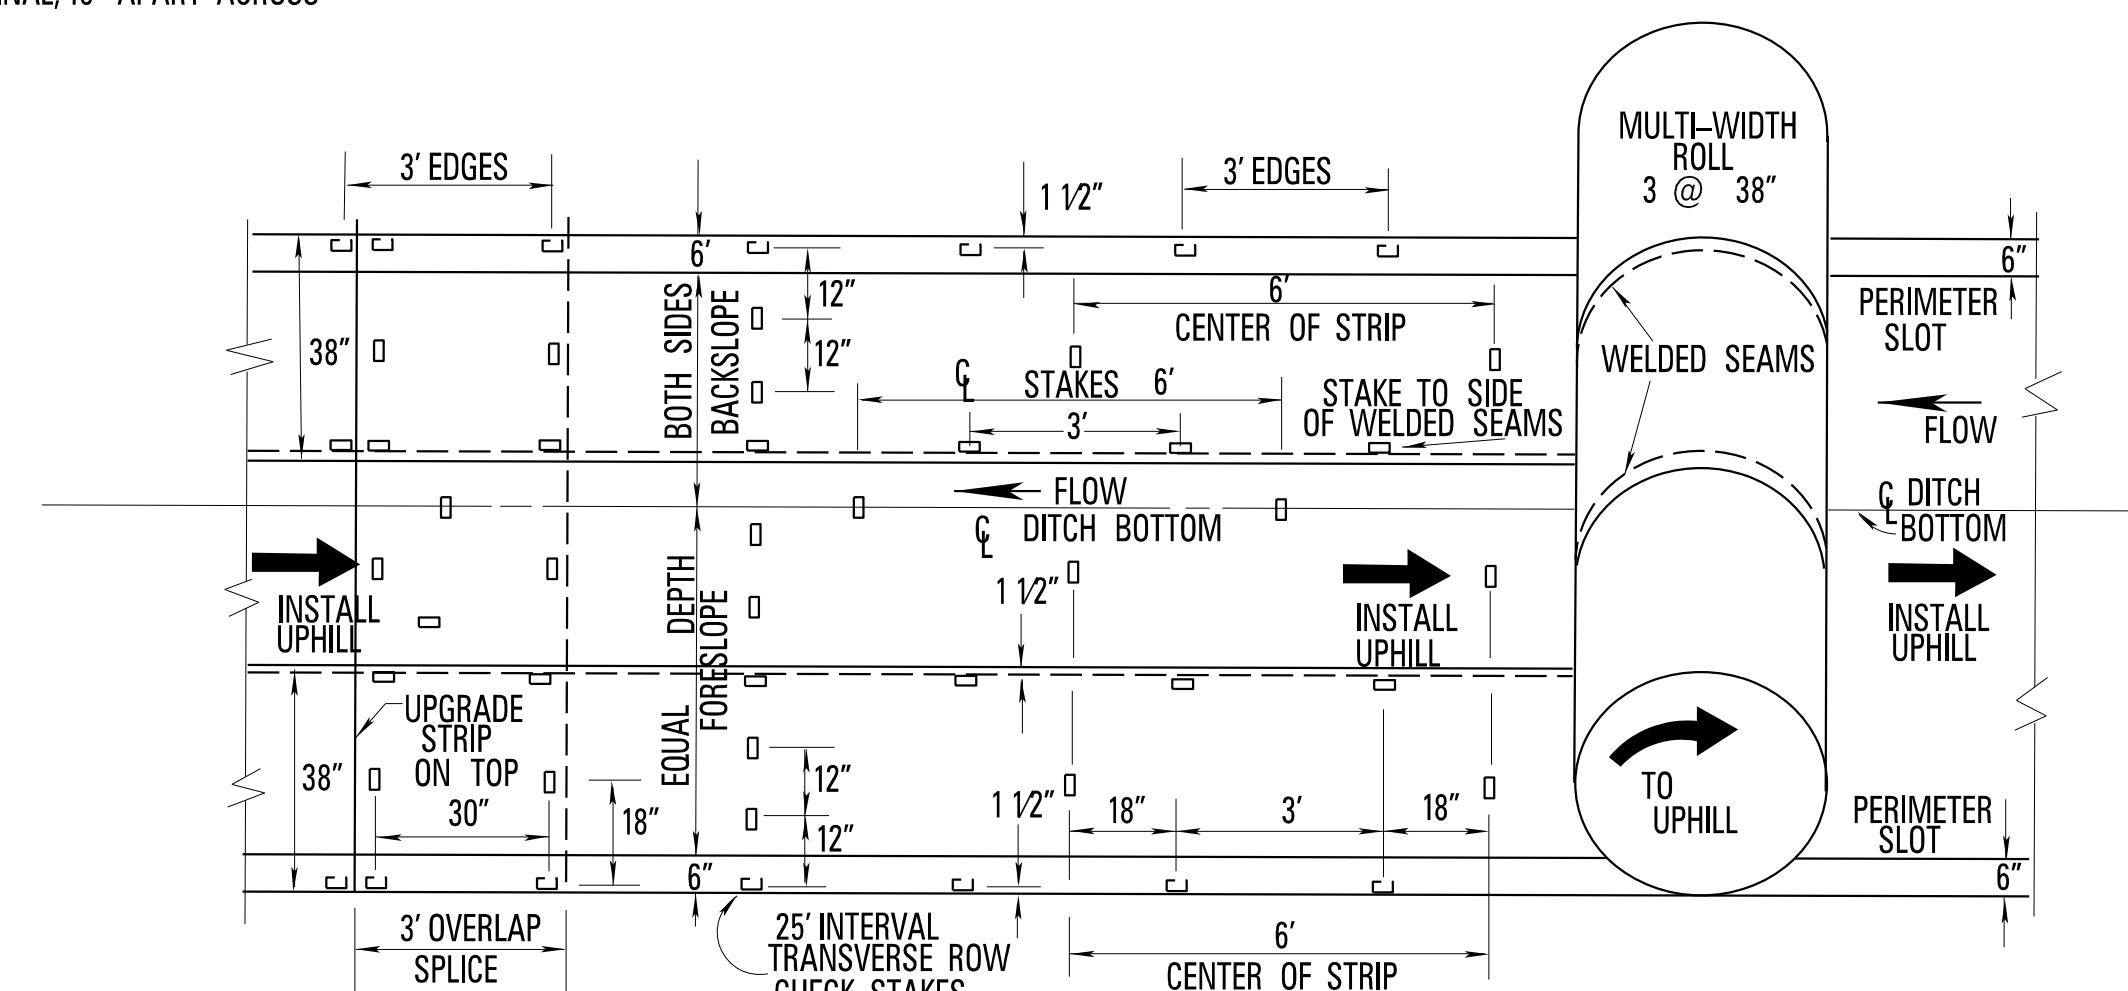 APART ACROSS
MULTI–WIDTH
ROLL
3 @ 38"
3' EDGES
3' EDGES
1 1/2"
6'
6"
12"
6'
CENTER OF STRIP
PERIMETER
SLOT
BOTH SIDES
BACKSLOPE
38"
12"
WELDED SEAMS
℄ STAKES 6'
STAKE TO SIDE
OF WELDED SEAMS
3'
FLOW
FLOW
℄ DITCH BOTTOM
℄ DITCH
BOTTOM
INSTALL
UPHILL
EQUAL DEPTH
FORESLOPE
1 1/2"
INSTALL
UPHILL
INSTALL
UPHILL
UPGRADE
STRIP
ON TOP
38"
30"
18"
12"
12"
1 1/2"
18"
3'
18"
TO
UPHILL
PERIMETER
SLOT
6"
6"
3' OVERLAP
SPLICE
25' INTERVAL
TRANSVERSE ROW
CHECK STAKES
6'
CENTER OF STRIP